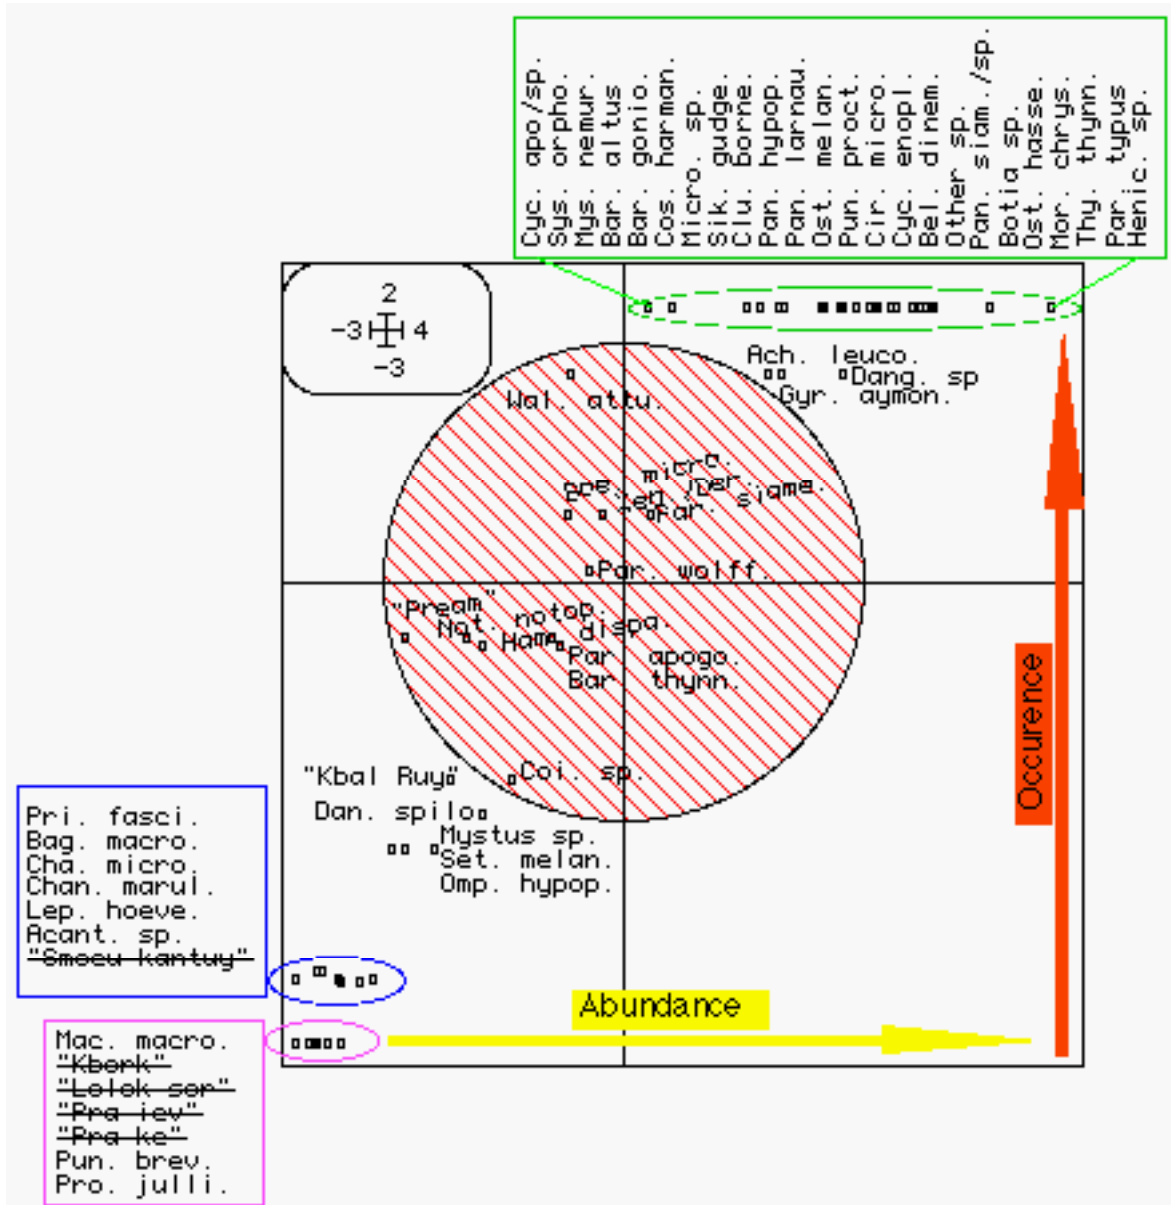 Cyc. apo/sp.
Sys. orpho.
Mys. nemur.
Bar. altus
Bar. gonio.
Cos. harman.
Micro. sp.
Sik. gudge.
Clu. borne.
Pan. hypop.
Pan. larnau.
Ost. melan.
Pun. proct.
Cir. micro.
Cyc. enopl.
Bel. dinem.
Other sp.
Pan. siam./sp.
Botia sp.
Ost. hasse.
Mor. chrys.
Thy. thynn.
Par. typus
Henic. sp.
2
-3 4
-3
Ach. leuco.
Dang. sp
Gyr. aymon.
Wal. attu.
micro.
siame.
Par.
Par. wolff.
"Pream"
Not. notop.
Hamp. dispa.
Par. apogo.
Bar. thynn.
Occurence
"Kbal Ruy"
Coi. sp.
Dan. spilo.
Mystus sp.
Set. melan.
Omp. hypop.
Pri. fasci.
Bag. macro.
Cha. micro.
Chan. marul.
Lep. hoeve.
Acant. sp.
"Smoeu kantuy"
Abundance
Mac. macro.
"Kbork"
"Lolok sor"
"Pra iev"
"Pra ke"
Pun. brev.
Pro. julli.